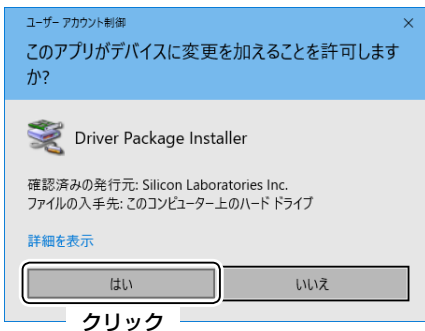 ユーザー アカウント制御
このアプリがデバイスに変更を加えることを許可します
か?
Driver Package Installer
確認済みの発行元: Silicon Laboratories Inc.
ファイルの入手先: このコンピューター上のハード ドライブ
詳細を表示
はい
いいえ
クリック